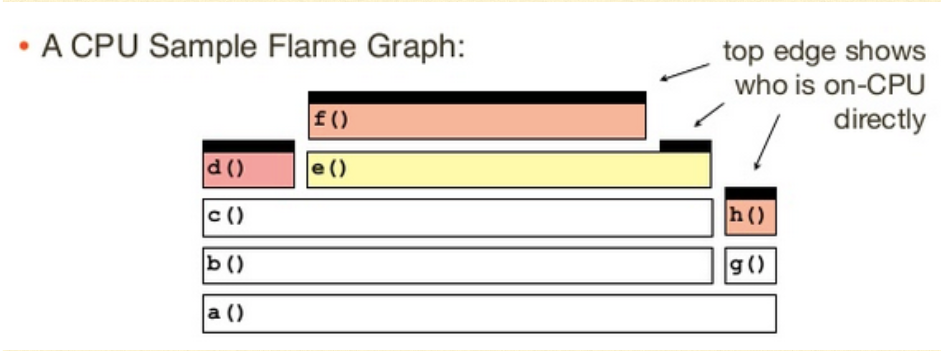 • A CPU Sample Flame Graph:
top edge shows
who is on-CPU
directly
f()
d()
e()
c()
h()
b()
g()
a()